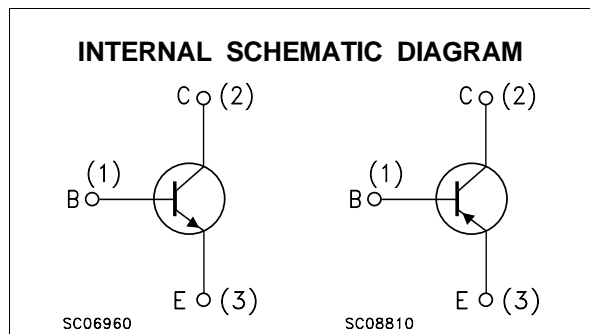 INTERNAL SCHEMATIC DIAGRAM
C (2) C (2)
(1) (1)
B B
E (3) E (3)
SC06960 SC08810